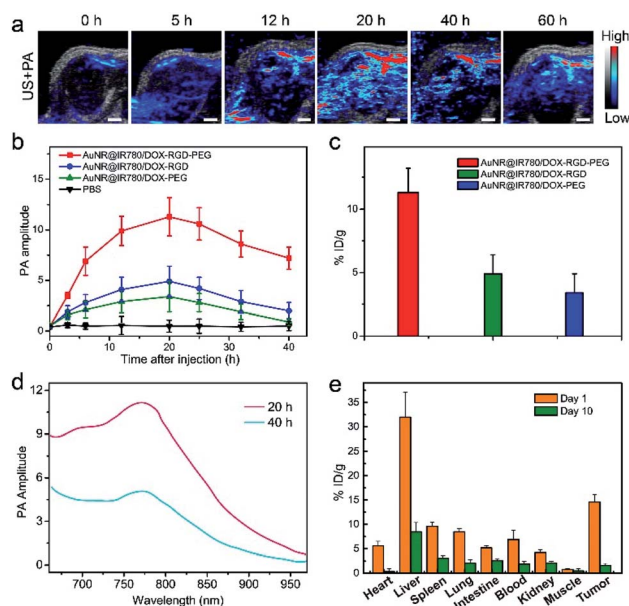 a
0 h 5 h 12 h 20 h 40 h 60 h
US+PA
High
Low
b
AuNR@IR780/DOX-RGD-PEG
AuNR@IR780/DOX-RGD
AuNR@IR780/DOX-PEG
PBS
15
10
5
0
PA amplitude
0 10 20 30 40
Time after injection (h)
c
AuNR@IR780/DOX-RGD-PEG
AuNR@IR780/DOX-RGD
AuNR@IR780/DOX-PEG
10
5
0
% ID/g
d
20 h
40 h
12
9
6
3
0
PA Amplitude
700 750 800 850 900 950
Wavelength (nm)
e
Day 1
Day 10
35
30
25
20
15
10
5
0
% ID/g
Heart Liver Spleen Lung Intestine Blood Kidney Muscle Tumor